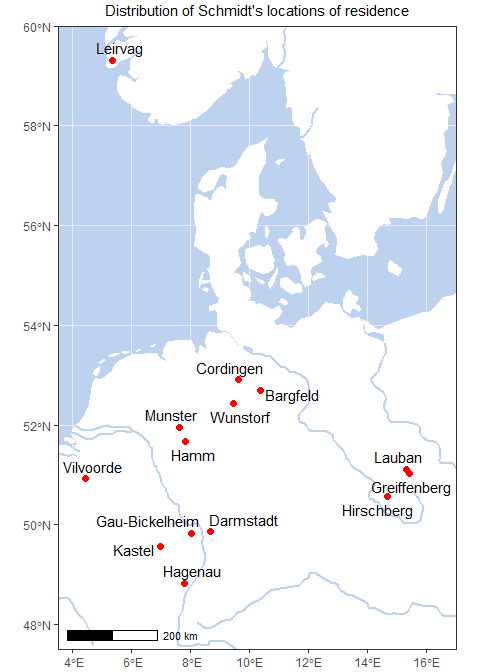 Distribution of Schmidt's locations of residence
60°N
Leirvag
58°N
56°N
54°N
Cordingen
Bargfeld
52°N
Munster
Wunstorf
Hamm
Lauban
Vilvoorde
Greiffenberg
Hirschberg
Gau-Bickelheim
Darmstadt
50°N
Kastel
Hagenau
48°N
200 km
4°E
6°E
8°E
10°E
12°E
14°E
16°E